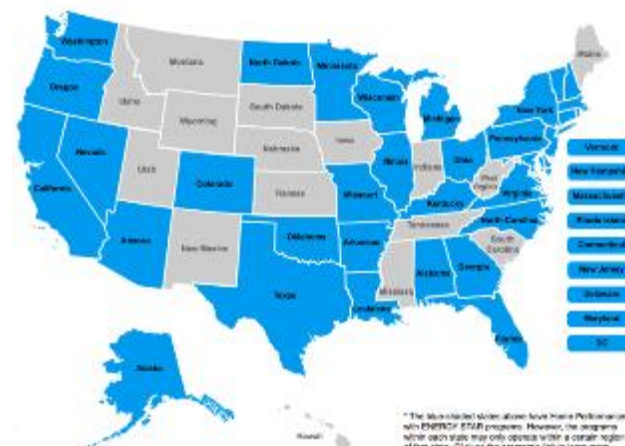 Washington
Montana
North Dakota
Minnesota
Maine
Oregon
Idaho
South Dakota
Wisconsin
Michigan
New York
Wyoming
Iowa
Pennsylvania
Nebraska
Nevada
Utah
Colorado
Illinois
Indiana
Ohio
West Virginia
Virginia
California
Kansas
Missouri
Kentucky
North Carolina
Tennessee
Arizona
New Mexico
Oklahoma
Arkansas
South Carolina
Mississippi
Alabama
Georgia
Texas
Louisiana
Florida
Alaska
Hawaii
Vermont
New Hampshire
Massachusetts
Rhode Island
Connecticut
New Jersey
Delaware
Maryland
DC
* The blue shaded states above have Home Performance
with ENERGY STAR programs. However, the programs
within each state may only operate within a certain region